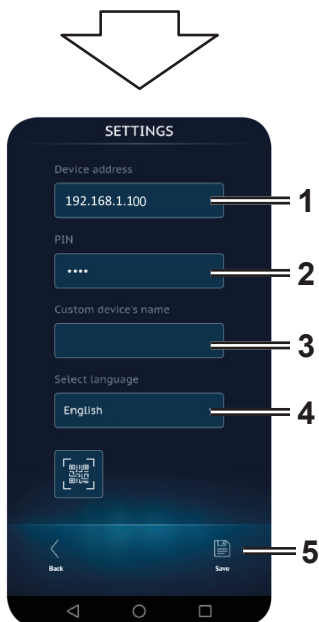 SETTINGS
Device address
192.168.1.100
1
PIN
••••
2
Custom device's name
3
Select language
English
4
Back
Save
5